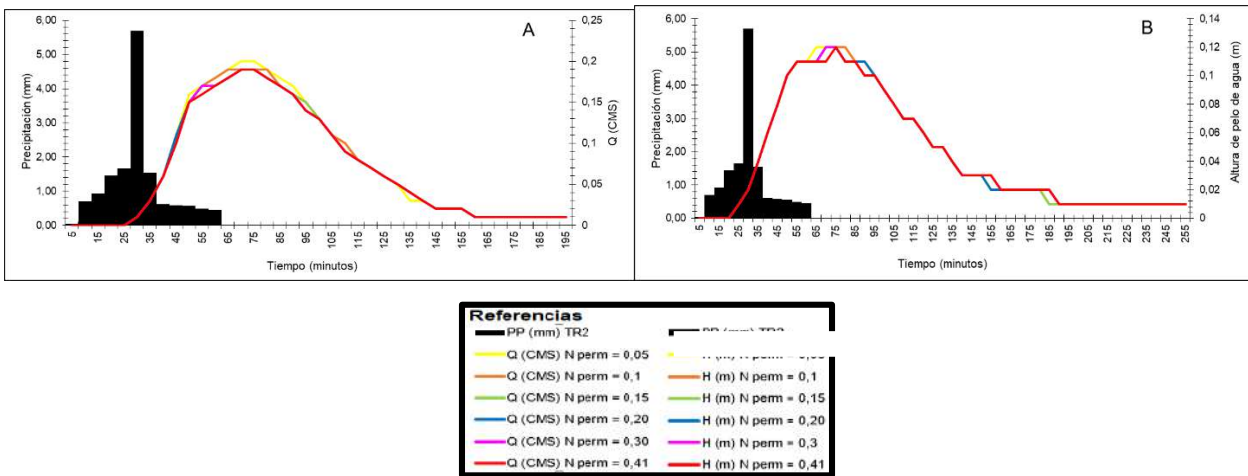 A
6,00
5,00
4,00
3,00
2,00
1,00
0,00
Precipitación (mm)
0,25
0,2
0,15
0,1
0,05
0
Q (CMS)
5 15 25 35 45 55 65 75 85 95 105 115 125 135 145 155 165 175 185 195
Tiempo (minutos)
B
6,00
5,00
4,00
3,00
2,00
1,00
0,00
Precipitación (mm)
0,14
0,12
0,1
0,08
0,06
0,04
0,02
0
Altura de pelo de agua (m)
5 15 25 35 45 55 65 75 85 95 105 115 125 135 145 155 165 175 185 195 205 215 225 235 245 255
Tiempo (minutos)
Referencias
PP (mm) TR2
Q (CMS) N perm = 0,05
Q (CMS) N perm = 0,1
Q (CMS) N perm = 0,15
Q (CMS) N perm = 0,20
Q (CMS) N perm = 0,30
Q (CMS) N perm = 0,41
H (m) N perm = 0,1
H (m) N perm = 0,15
H (m) N perm = 0,20
H (m) N perm = 0,3
H (m) N perm = 0,41